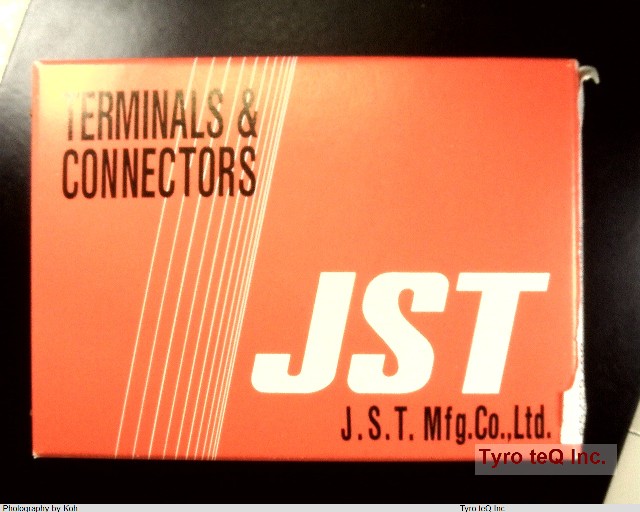 TERMINALS &
CONNECTORS
JST
J.S.T. Mfg.Co.,Ltd.
Tyro teQ Inc.
Photography by Koh
Tyro teQ Inc